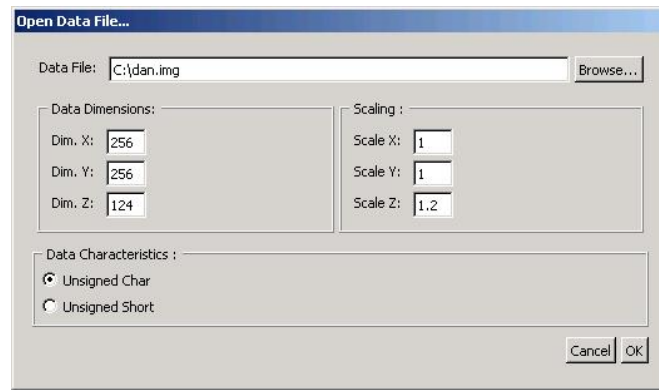 Open Data File...
Data File: C:\dan.img Browse...
Data Dimensions:
Dim. X: 256
Dim. Y: 256
Dim. Z: 124
Scaling :
Scale X: 1
Scale Y: 1
Scale Z: 1.2
Data Characteristics :
Unsigned Char
Unsigned Short
Cancel OK